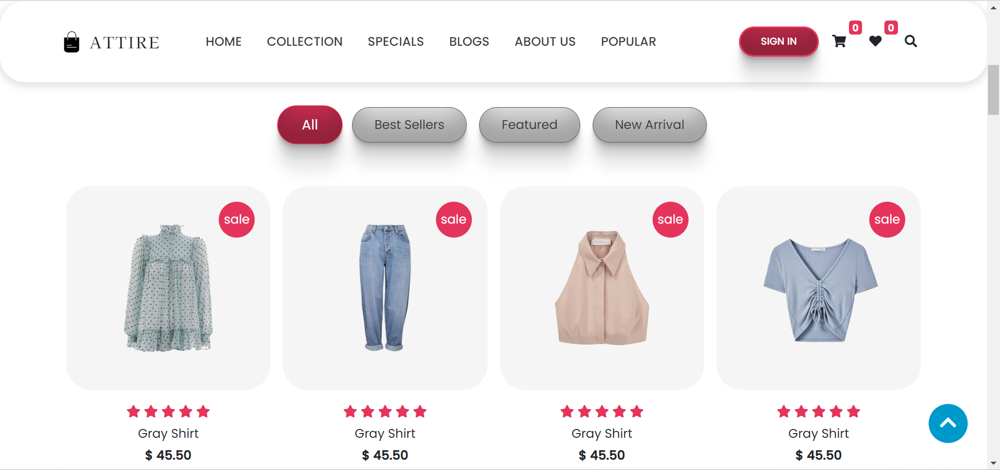 ATTIRE HOME COLLECTION SPECIALS BLOGS ABOUT US POPULAR SIGN IN 0 0
All Best Sellers Featured New Arrival
sale sale sale sale
Gray Shirt Gray Shirt Gray Shirt Gray Shirt
$ 45.50 $ 45.50 $ 45.50 $ 45.50